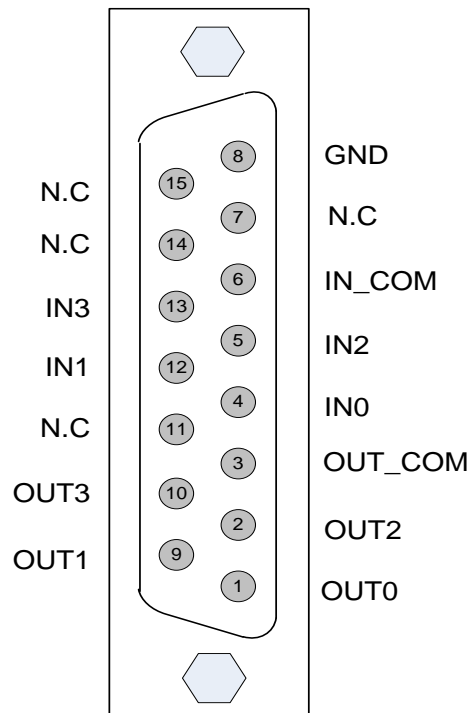 8 GND
N.C 15
7 N.C
N.C 14
6 IN_COM
IN3 13
5 IN2
IN1 12
4 IN0
N.C 11
3 OUT_COM
OUT3 10
2 OUT2
OUT1 9
1 OUT0